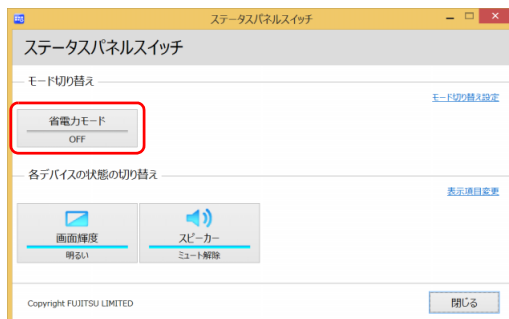 ステータスパネルスイッチ
ステータスパネルスイッチ
モード切り替え
モード切り替え設定
省電力モード
OFF
各デバイスの状態の切り替え
表示項目変更
画面輝度
明るい
スピーカー
ミュート解除
Copyright FUJITSU LIMITED
閉じる